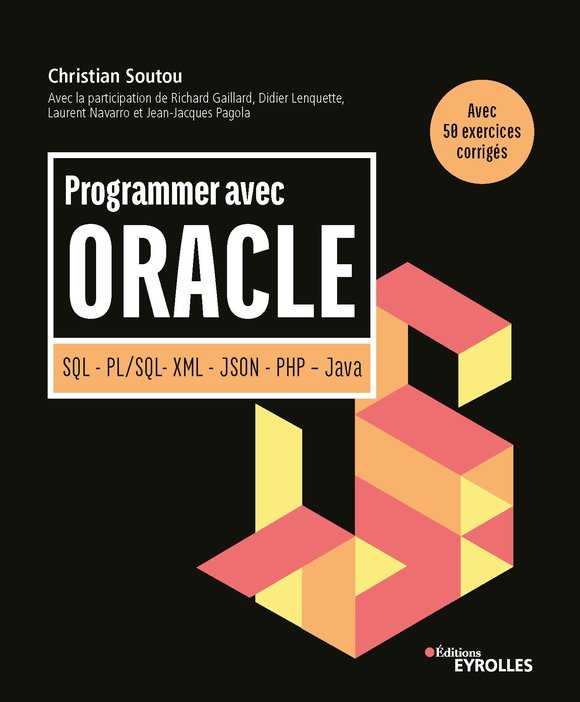 Christian Soutou
Avec la participation de Richard Gaillard, Didier Lenquette,
Laurent Navarro et Jean-Jacques Pagola
Avec
50 exercices
corrigés
Programmer avec
ORACLE
SQL - PL/SQL- XML - JSON - PHP – Java
Éditions
EYROLLES